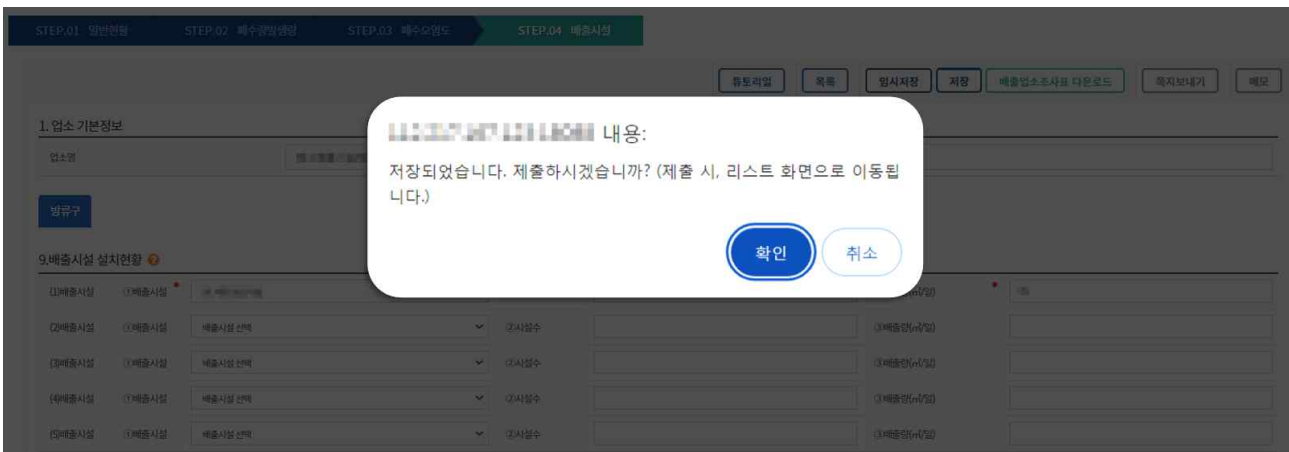 STEP.01 일반현황 STEP.02 폐수량및생량 STEP.03 폐수오염도 STEP.04 배출시설
튜토리얼 목록 임시저장 저장 배출업소조사표 다운로드 쪽지보내기 메모
1. 업소 기본정보
내용:
업소명
저장되었습니다. 제출하시겠습니까? (제출 시, 리스트 화면으로 이동됩
니다.)
방류구
확인 취소
9.배출시설 설치현황 ?
(1)배출시설 ①배출시설 * (㎥/일) *
(2)배출시설 ①배출시설 배출시설 선택 ②시설수 ③배출량(㎥/일)
(3)배출시설 ①배출시설 배출시설 선택 ②시설수 ③배출량(㎥/일)
(4)배출시설 ①배출시설 배출시설 선택 ②시설수 ③배출량(㎥/일)
(5)배출시설 ①배출시설 배출시설 선택 ②시설수 ③배출량(㎥/일)